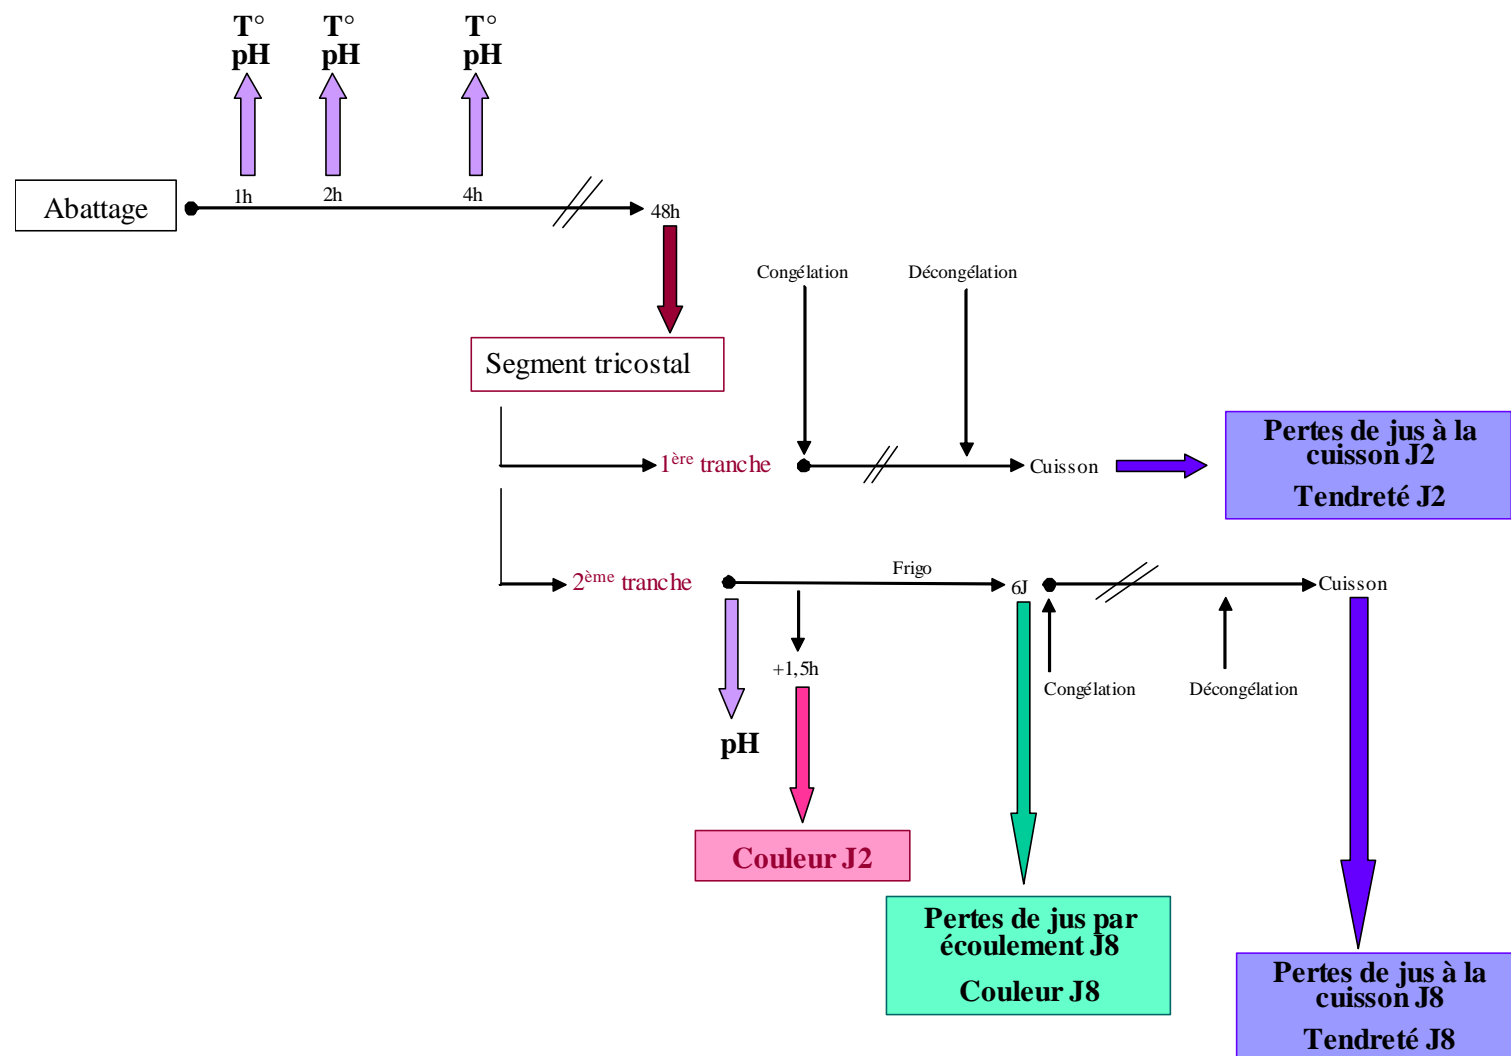 T° T° T°
pH pH pH
1h 2h 4h
Abattage
48h
Congélation Décongélation
Segment tricostal
1ère tranche
Cuisson
Pertes de jus à la
cuisson J2
Tendreté J2
2ème tranche
Frigo
6J
Cuisson
+1,5h
Congélation Décongélation
pH
Couleur J2
Pertes de jus par
écoulement J8
Couleur J8
Pertes de jus à la
cuisson J8
Tendreté J8